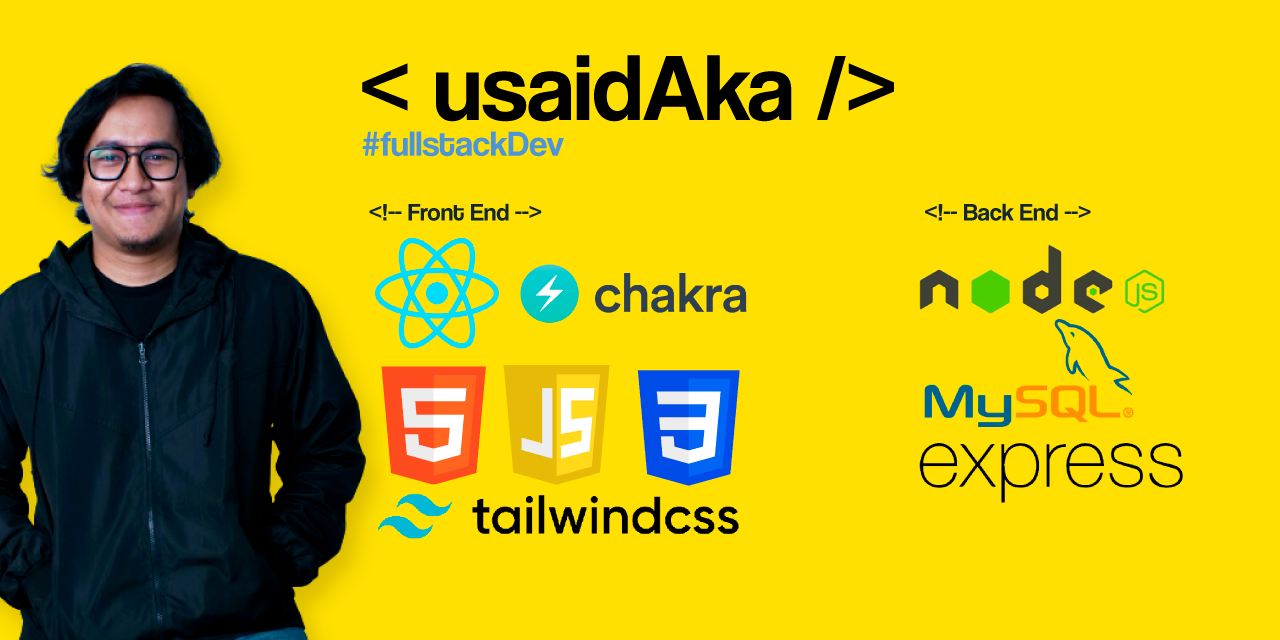 < usaidAka />
#fullstackDev
<!-- Front End -->
chakra
5 JS 3
tailwindcss
<!-- Back End -->
node JS
MySQL®
express